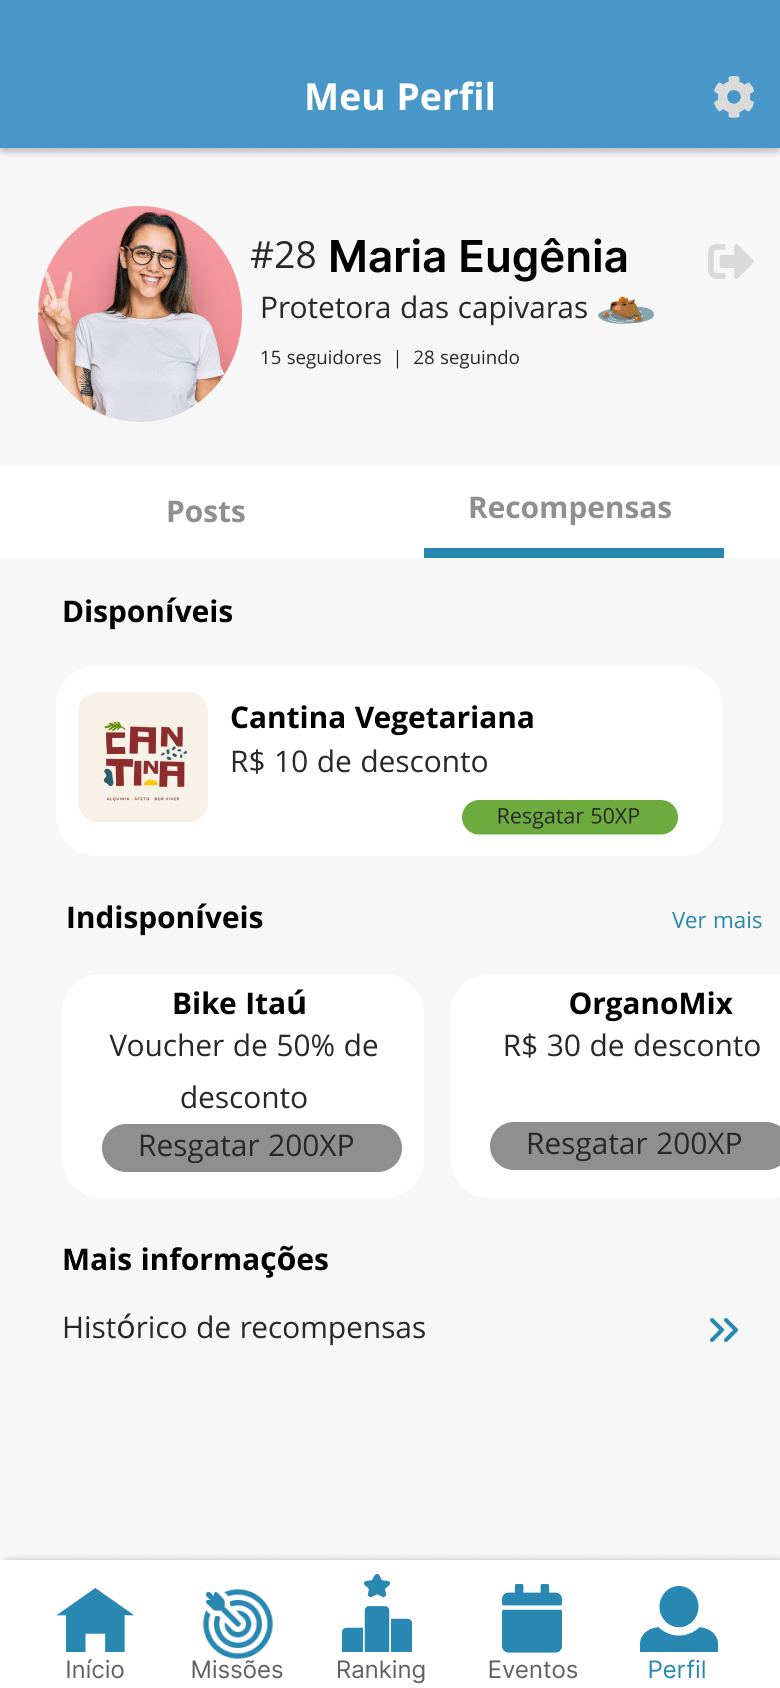 Meu Perfil
#28 Maria Eugênia
Protetora das capivaras
15 seguidores | 28 seguindo
Posts
Recompensas
Disponíveis
CAN
TINA
ALQUIMIA · AFETO · BEM VIVER
Cantina Vegetariana
R$ 10 de desconto
Resgatar 50XP
Indisponíveis
Ver mais
Bike Itaú
Voucher de 50% de
desconto
Resgatar 200XP
OrganoMix
R$ 30 de desconto
Resgatar 200XP
Mais informações
Histórico de recompensas
Início
Missões
Ranking
Eventos
Perfil